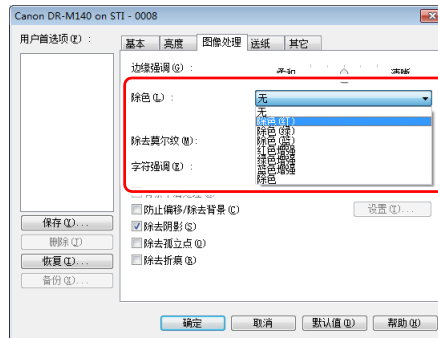 Canon DR-M140 on STI - 0008
用户首选项(P):
基本 亮度 图像处理 送纸 其它
边缘强调(G):
柔和 清晰
除色(L):
无
无
除色(红)
除色(绿)
除色(蓝)
红色增强
绿色增强
蓝色增强
除色
除去莫尔纹(M):
字符强调(E):
防止偏移/除去背景(C)
设置(I)...
除去阴影(S)
除去孤立点(O)
除去折痕(R)
保存(V)...
删除(T)
恢复(E)...
备份(U)...
确定 取消 默认值(D) 帮助(H)